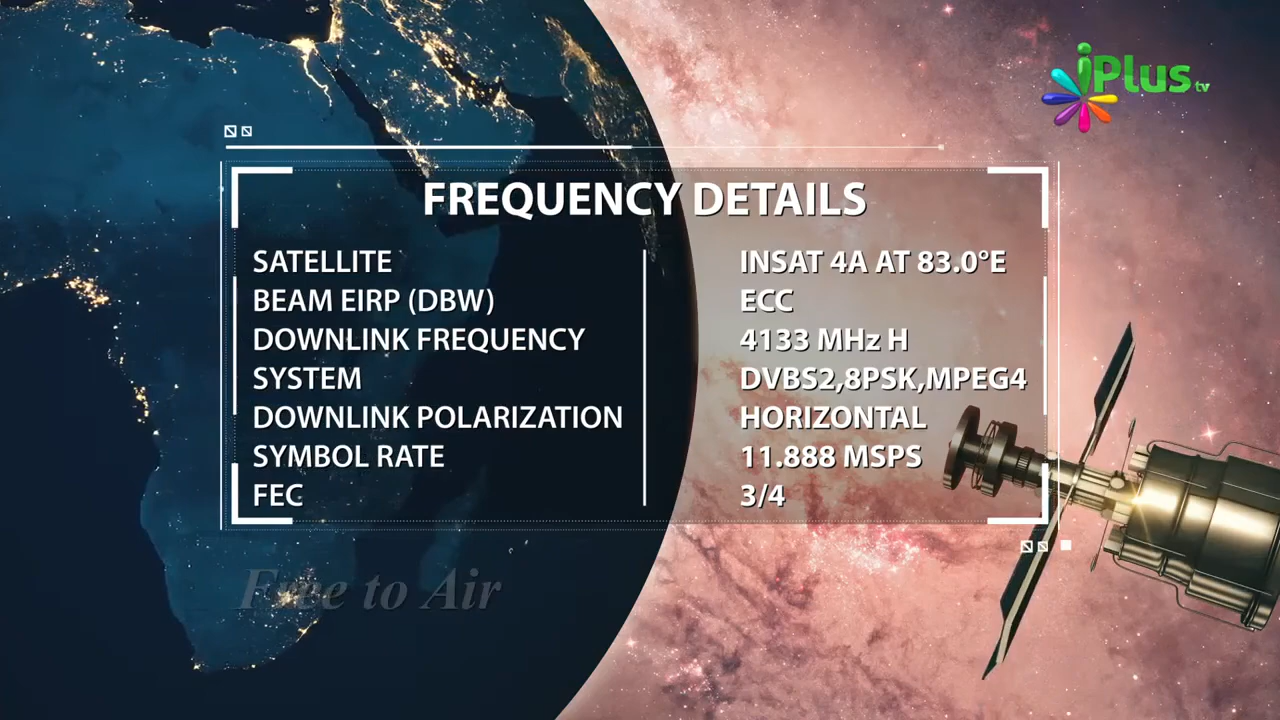 iPlus tv
FREQUENCY DETAILS
SATELLITE INSAT 4A AT 83.0°E
BEAM EIRP (DBW) ECC
DOWNLINK FREQUENCY 4133 MHz H
SYSTEM DVBS2,8PSK,MPEG4
DOWNLINK POLARIZATION HORIZONTAL
SYMBOL RATE 11.888 MSPS
FEC 3/4
Free to Air